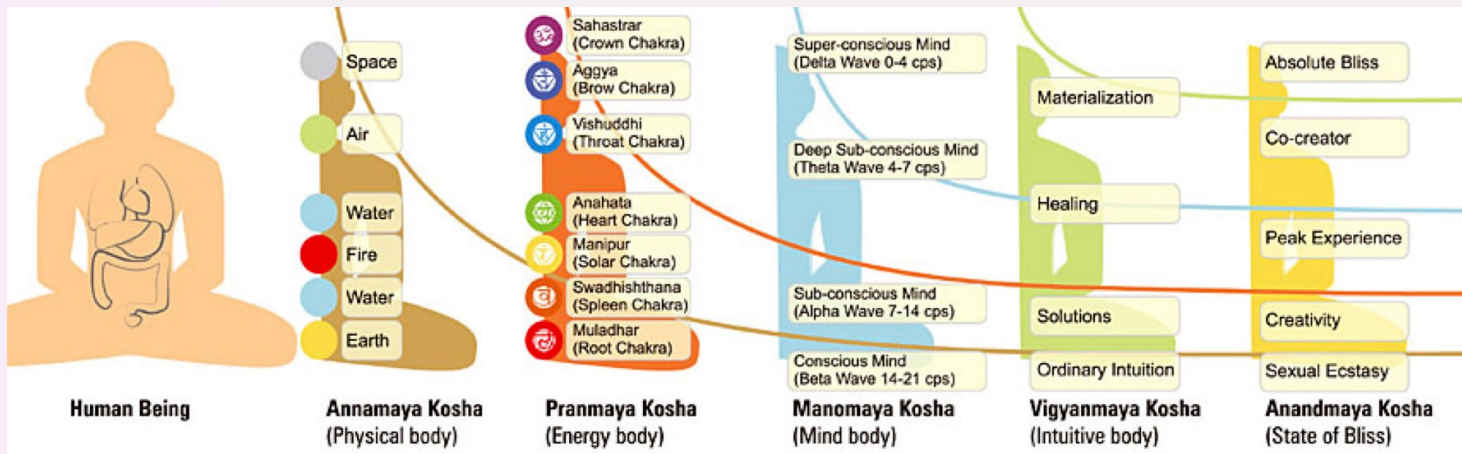 Human Being
Space
Air
Water
Fire
Water
Earth
Annamaya Kosha
(Physical body)
Sahastrar
(Crown Chakra)
Aggya
(Brow Chakra)
Vishuddhi
(Throat Chakra)
Anahata
(Heart Chakra)
Manipur
(Solar Chakra)
Swadhishthana
(Spleen Chakra)
Muladhar
(Root Chakra)
Pranmaya Kosha
(Energy body)
Super-conscious Mind
(Delta Wave 0-4 cps)
Deep Sub-conscious Mind
(Theta Wave 4-7 cps)
Sub-conscious Mind
(Alpha Wave 7-14 cps)
Conscious Mind
(Beta Wave 14-21 cps)
Manomaya Kosha
(Mind body)
Materialization
Healing
Solutions
Ordinary Intuition
Vigyanmaya Kosha
(Intuitive body)
Absolute Bliss
Co-creator
Peak Experience
Creativity
Sexual Ecstasy
Anandmaya Kosha
(State of Bliss)